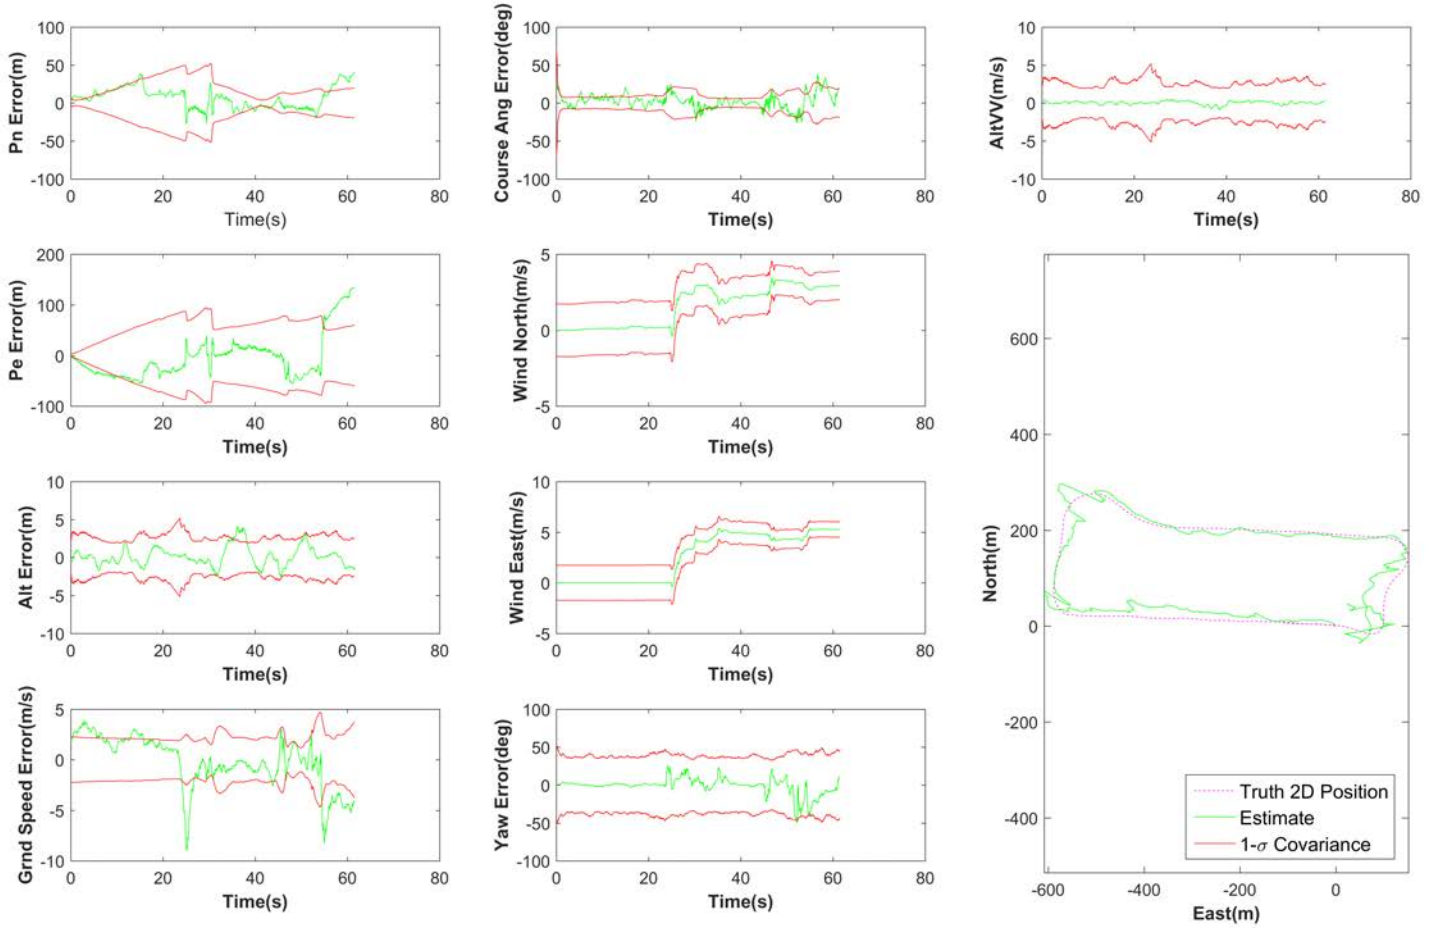 Pn Error(m)
100
50
0
-50
-100
0 20 40 60 80
Time(s)
Course Ang Error(deg)
100
50
0
-50
-100
0 20 40 60 80
Time(s)
AltVV(m/s)
10
5
0
-5
-10
0 20 40 60 80
Time(s)
Pe Error(m)
200
100
0
-100
0 20 40 60 80
Time(s)
Wind North(m/s)
5
0
-5
0 20 40 60 80
Time(s)
Alt Error(m)
10
5
0
-5
-10
0 20 40 60 80
Time(s)
Wind East(m/s)
10
5
0
-5
0 20 40 60 80
Time(s)
Grnd Speed Error(m/s)
5
0
-5
-10
0 20 40 60 80
Time(s)
Yaw Error(deg)
100
50
0
-50
-100
0 20 40 60 80
Time(s)
North(m)
600
400
200
0
-200
-400
-600 -400 -200 0
East(m)
Truth 2D Position
Estimate
1-σ Covariance